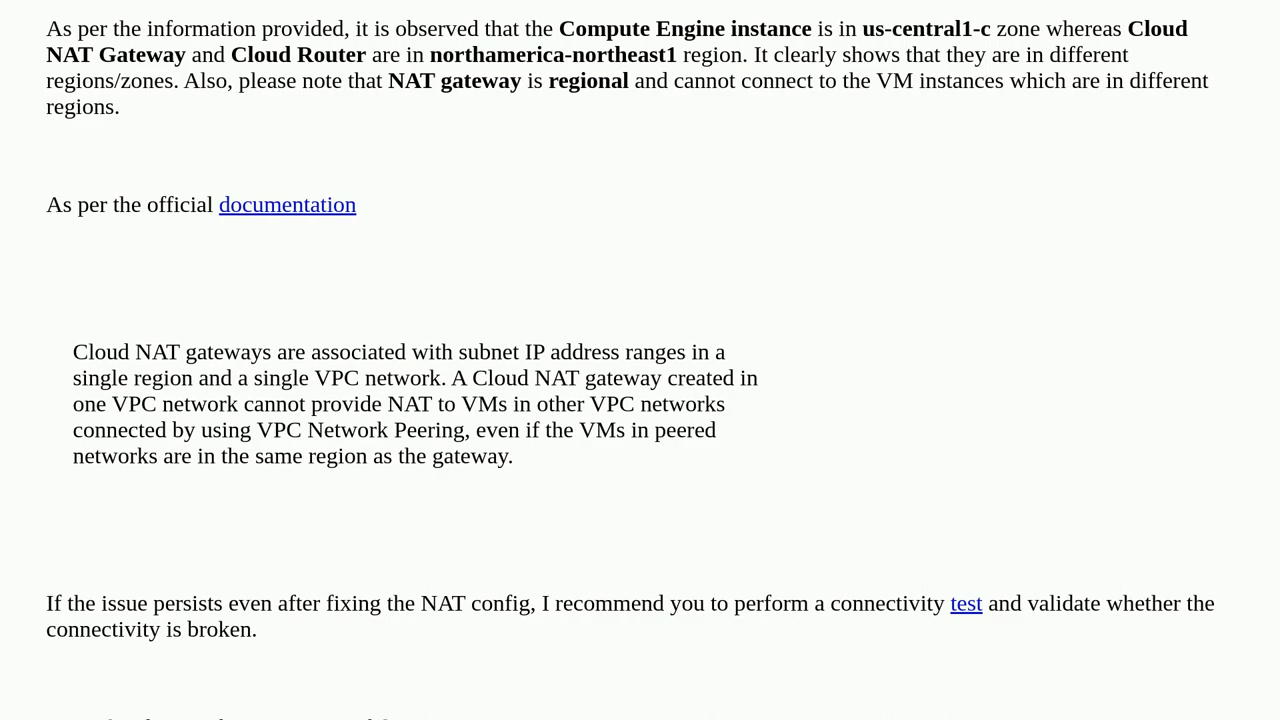 As per the information provided, it is observed that the Compute Engine instance is in us-central1-c zone whereas Cloud
NAT Gateway and Cloud Router are in northamerica-northeast1 region. It clearly shows that they are in different
regions/zones. Also, please note that NAT gateway is regional and cannot connect to the VM instances which are in different
regions.
As per the official documentation
Cloud NAT gateways are associated with subnet IP address ranges in a
single region and a single VPC network. A Cloud NAT gateway created in
one VPC network cannot provide NAT to VMs in other VPC networks
connected by using VPC Network Peering, even if the VMs in peered
networks are in the same region as the gateway.
If the issue persists even after fixing the NAT config, I recommend you to perform a connectivity test and validate whether the
connectivity is broken.